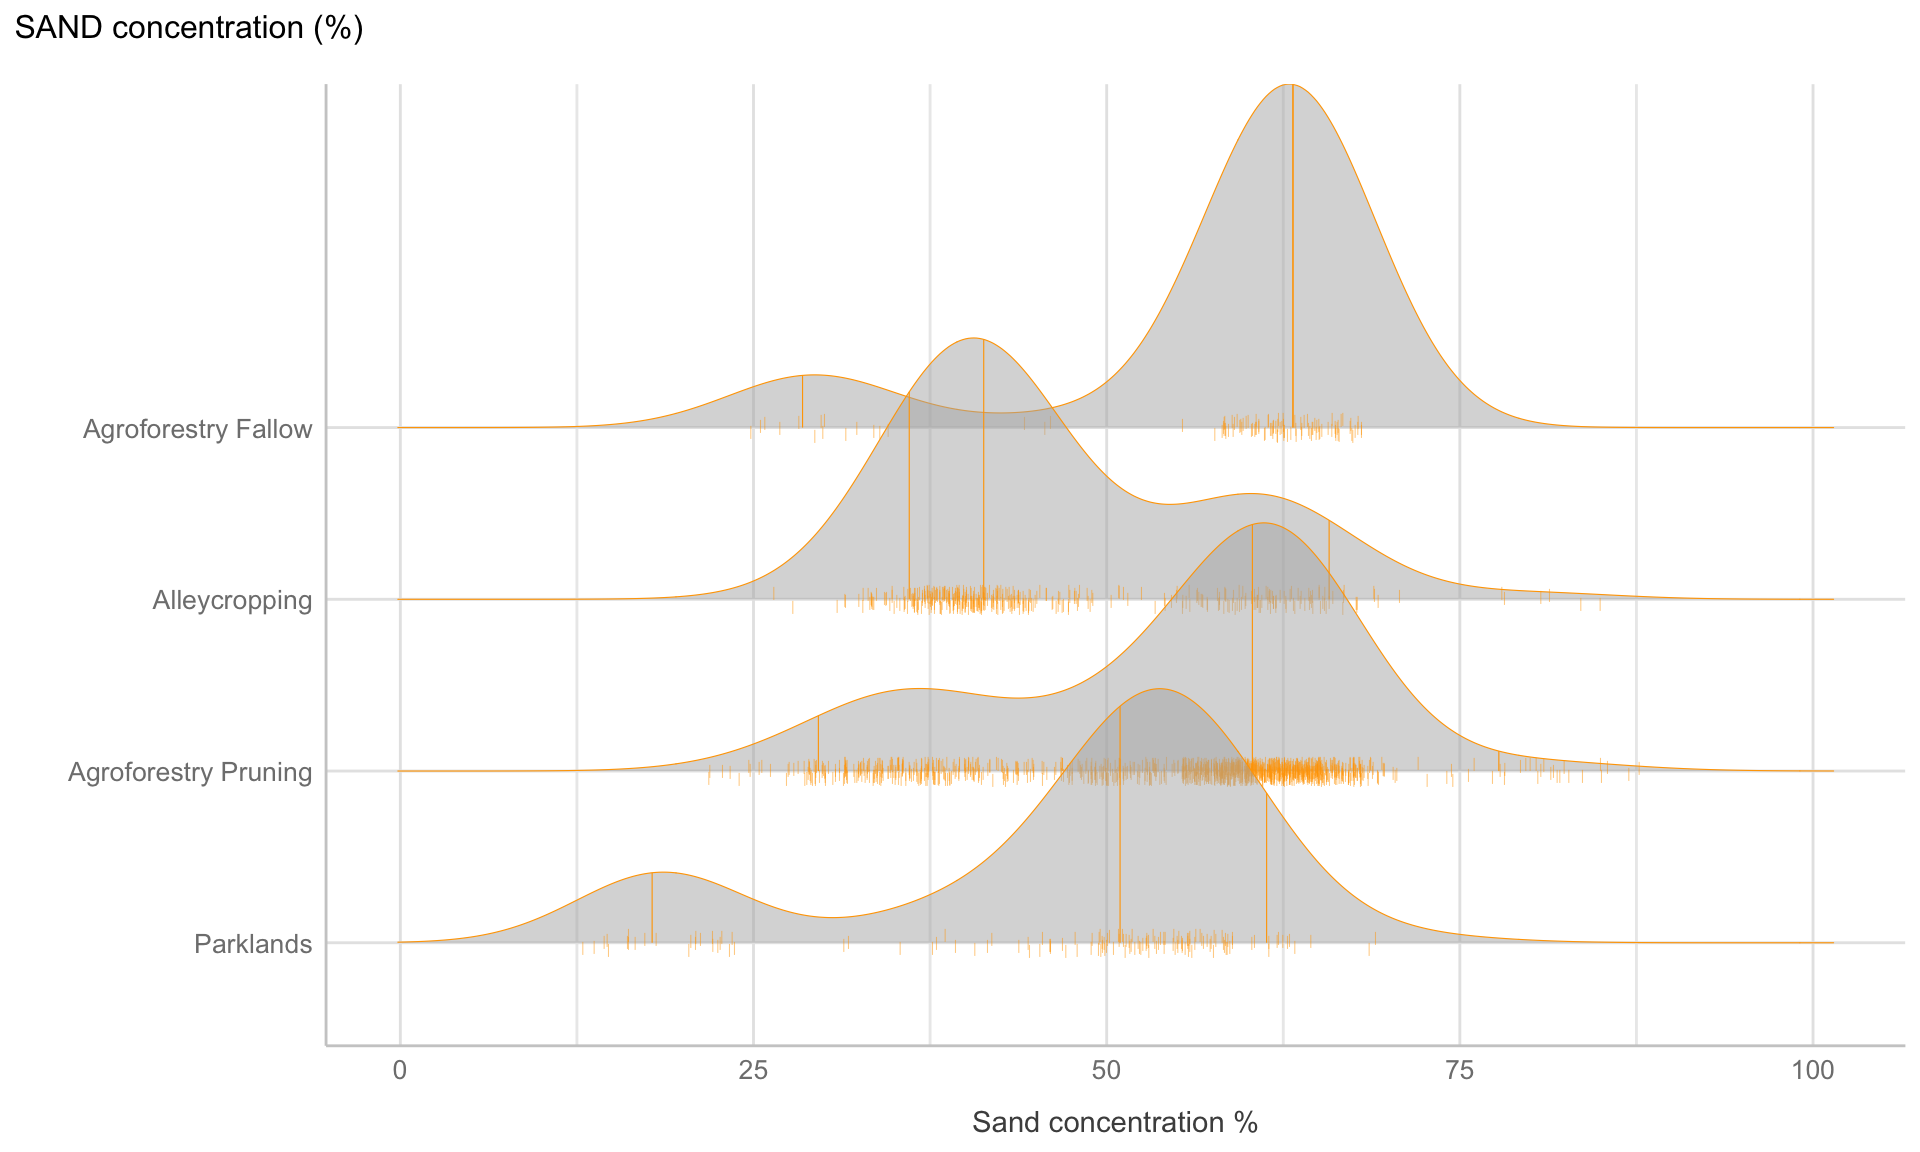 SAND concentration (%)
Agroforestry Fallow
Alleycropping
Agroforestry Pruning
Parklands
0 25 50 75 100
Sand concentration %